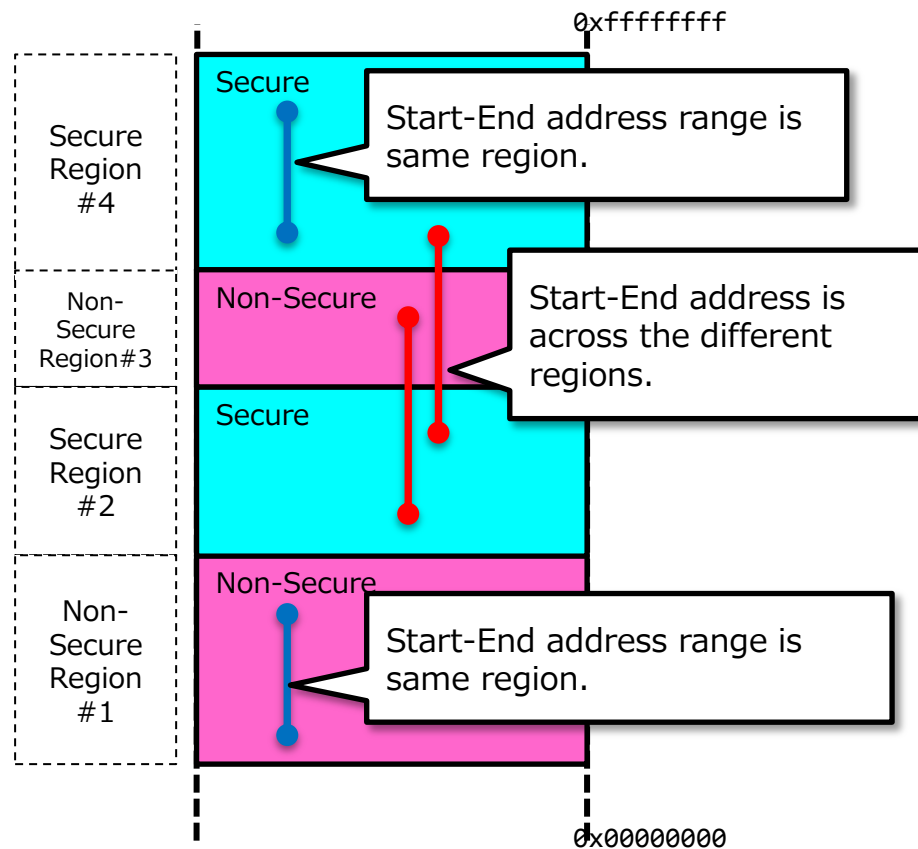 0xffffffff
Secure
Region
#4
Secure
Start-End address range is
same region.
Non-
Secure
Region#3
Non-Secure
Start-End address is
across the different
regions.
Secure
Region
#2
Secure
Non-
Secure
Region
#1
Non-Secure
Start-End address range is
same region.
0x00000000